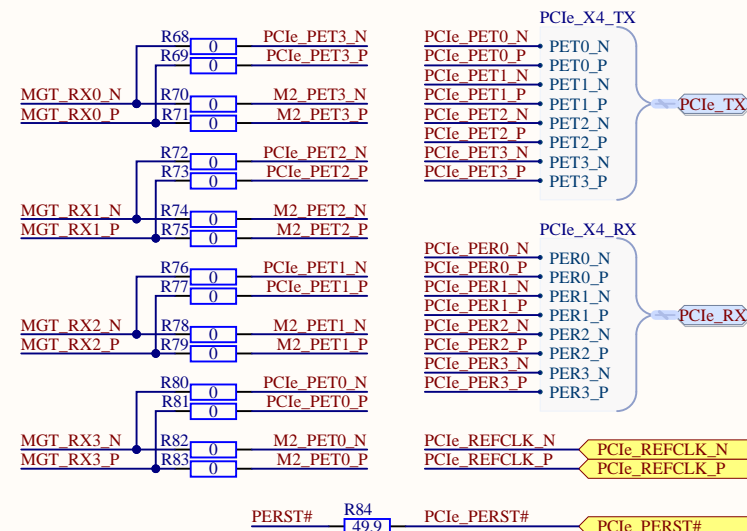 R68 0 PCIe_PET3_N
R69 0 PCIe_PET3_P
MGT_RX0_N R70 0 M2_PET3_N
MGT_RX0_P R71 0 M2_PET3_P
R72 0 PCIe_PET2_N
R73 0 PCIe_PET2_P
MGT_RX1_N R74 0 M2_PET2_N
MGT_RX1_P R75 0 M2_PET2_P
R76 0 PCIe_PET1_N
R77 0 PCIe_PET1_P
MGT_RX2_N R78 0 M2_PET1_N
MGT_RX2_P R79 0 M2_PET1_P
R80 0 PCIe_PET0_N
R81 0 PCIe_PET0_P
MGT_RX3_N R82 0 M2_PET0_N
MGT_RX3_P R83 0 M2_PET0_P
PCIe_X4_TX
PCIe_PET0_N PET0_N
PCIe_PET0_P PET0_P
PCIe_PET1_N PET1_N
PCIe_PET1_P PET1_P
PCIe_PET2_N PET2_N
PCIe_PET2_P PET2_P
PCIe_PET3_N PET3_N
PCIe_PET3_P PET3_P
PCIe_TX
PCIe_X4_RX
PCIe_PER0_N PER0_N
PCIe_PER0_P PER0_P
PCIe_PER1_N PER1_N
PCIe_PER1_P PER1_P
PCIe_PER2_N PER2_N
PCIe_PER2_P PER2_P
PCIe_PER3_N PER3_N
PCIe_PER3_P PER3_P
PCIe_RX
PCIe_REFCLK_N PCIe_REFCLK_N
PCIe_REFCLK_P PCIe_REFCLK_P
PERST# R84 49.9 PCIe_PERST# PCIe_PERST#